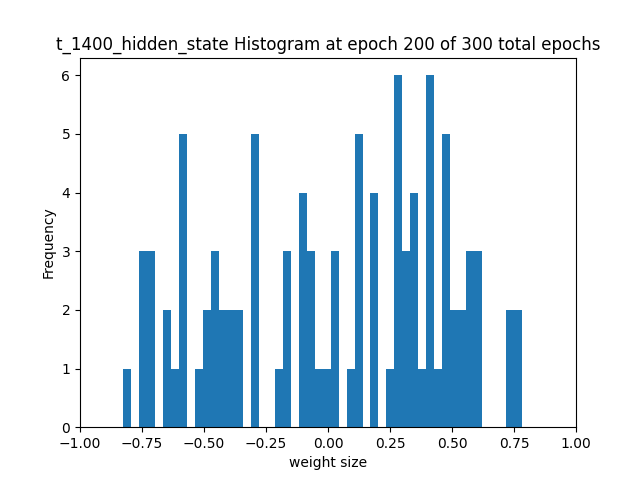 t_1400_hidden_state Histogram at epoch 200 of 300 total epochs
6
5
4
3
2
1
0
Frequency
−1.00 −0.75 −0.50 −0.25 0.00 0.25 0.50 0.75 1.00
weight size